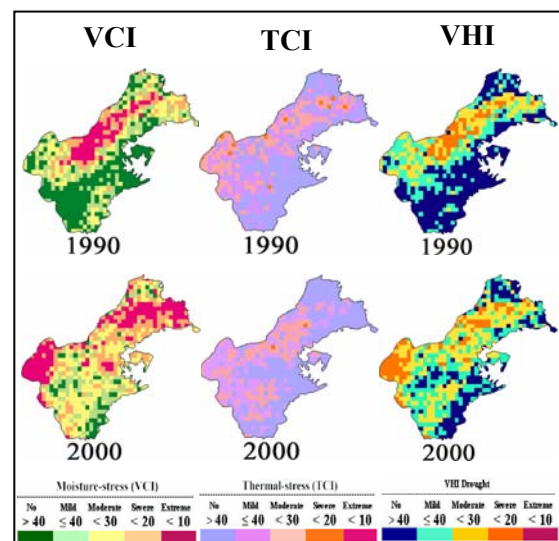 VCI TCI VHI
1990 1990 1990
2000 2000 2000
Moisture-stress (VCI) Thermal-stress (TCI) VHI Drought
No Mild Moderate Severe Extreme No Mild Moderate Severe Extreme No Mild Moderate Severe Extreme
> 40 ≤ 40 < 30 < 20 < 10 > 40 ≤ 40 < 30 < 20 < 10 > 40 ≤ 40 < 30 < 20 < 10